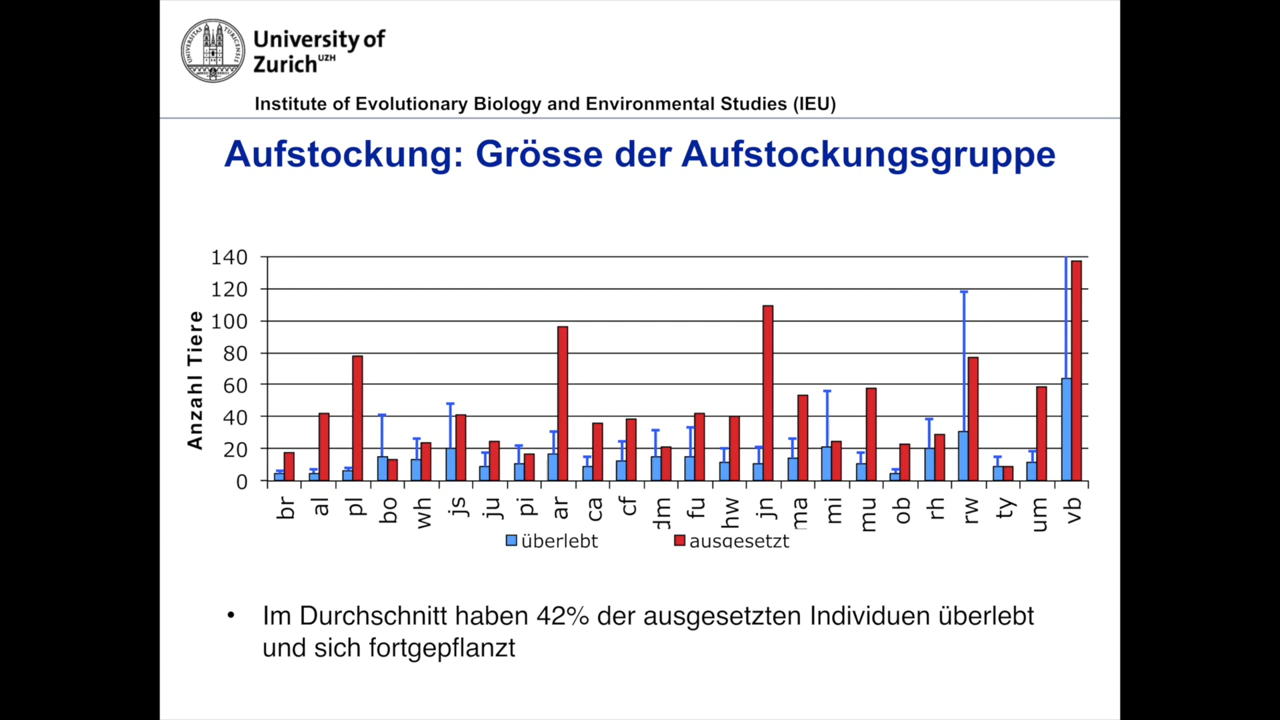 University of
Zurich UZH
Institute of Evolutionary Biology and Environmental Studies (IEU)
Aufstockung: Grösse der Aufstockungsgruppe
Anzahl Tiere
140
120
100
80
60
40
20
0
br al pl bo wh js ju pi ar ca cf dm fu hw jn ma mi mu ob rh rw ty um vb
überlebt ausgesetzt
• Im Durchschnitt haben 42% der ausgesetzten Individuen überlebt
und sich fortgepflanzt